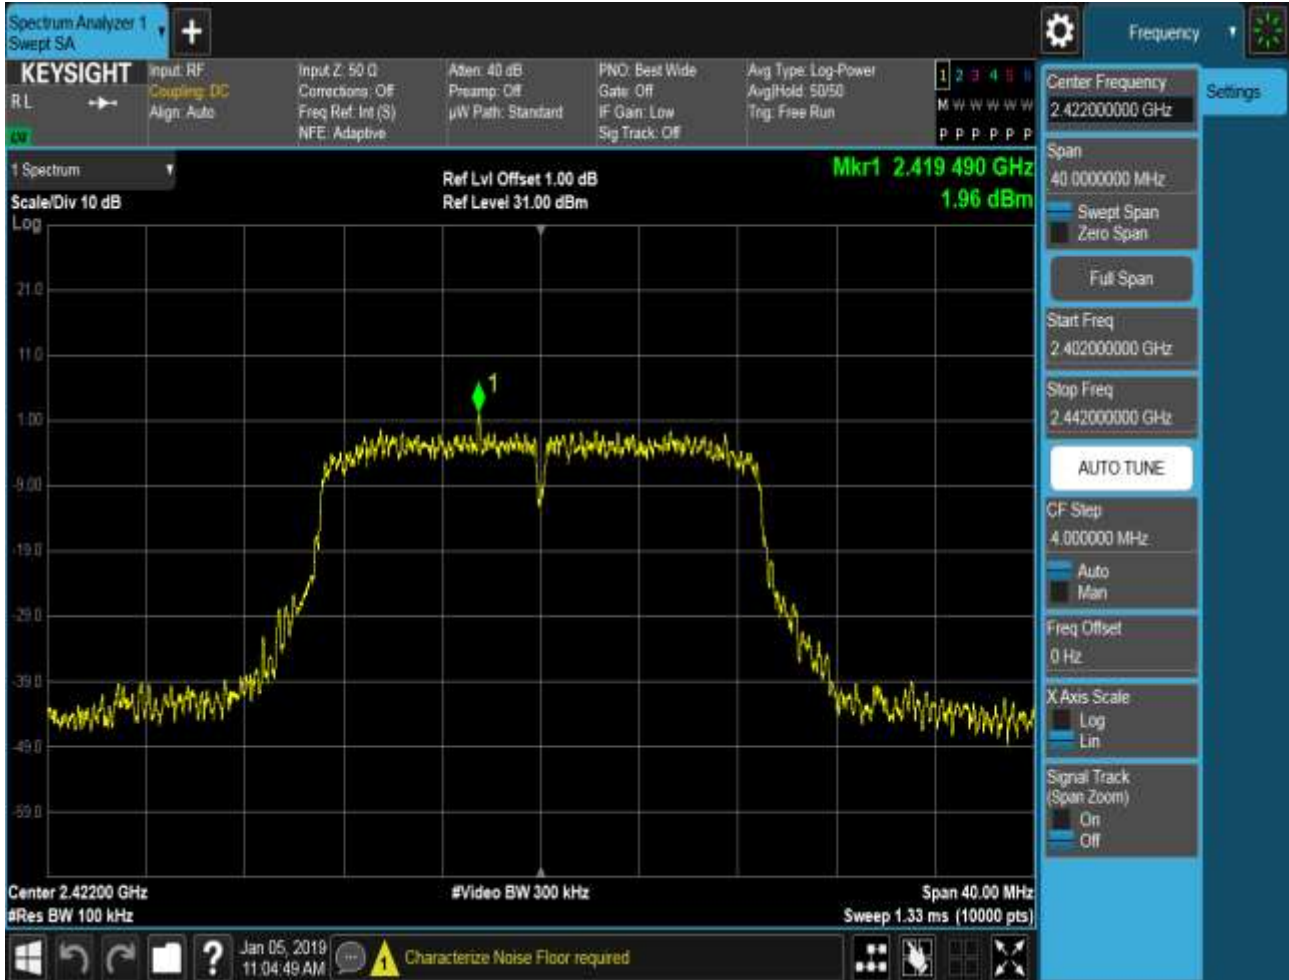 Spectrum Analyzer 1
Swept SA
Frequency
KEYSIGHT
R L
LXI
Input: RF
Coupling: DC
Align: Auto
Input Z: 50 Ω
Corrections: Off
Freq Ref: Int (S)
NFE: Adaptive
Atten: 40 dB
Preamp: Off
µW Path: Standard
PNO: Best Wide
Gate: Off
IF Gain: Low
Sig Track: Off
Avg Type: Log-Power
Avg|Hold: 50/50
Trig: Free Run
1 2 3 4 5 6
M W W W W W
P P P P P P
1 Spectrum
Scale/Div 10 dB
Log
Ref Lvl Offset 1.00 dB
Ref Level 31.00 dBm
Mkr1 2.419 490 GHz
1.96 dBm
21.0
11.0
1.00
-9.00
-19.0
-29.0
-39.0
-49.0
-59.0
1
Center 2.42200 GHz
#Res BW 100 kHz
#Video BW 300 kHz
Span 40.00 MHz
Sweep 1.33 ms (10000 pts)
Center Frequency
2.422000000 GHz
Settings
Span
40.0000000 MHz
Swept Span
Zero Span
Full Span
Start Freq
2.402000000 GHz
Stop Freq
2.442000000 GHz
AUTO TUNE
CF Step
4.000000 MHz
Auto
Man
Freq Offset
0 Hz
X Axis Scale
Log
Lin
Signal Track
(Span Zoom)
On
Off
?
Jan 05, 2019
11:04:49 AM
1
Characterize Noise Floor required